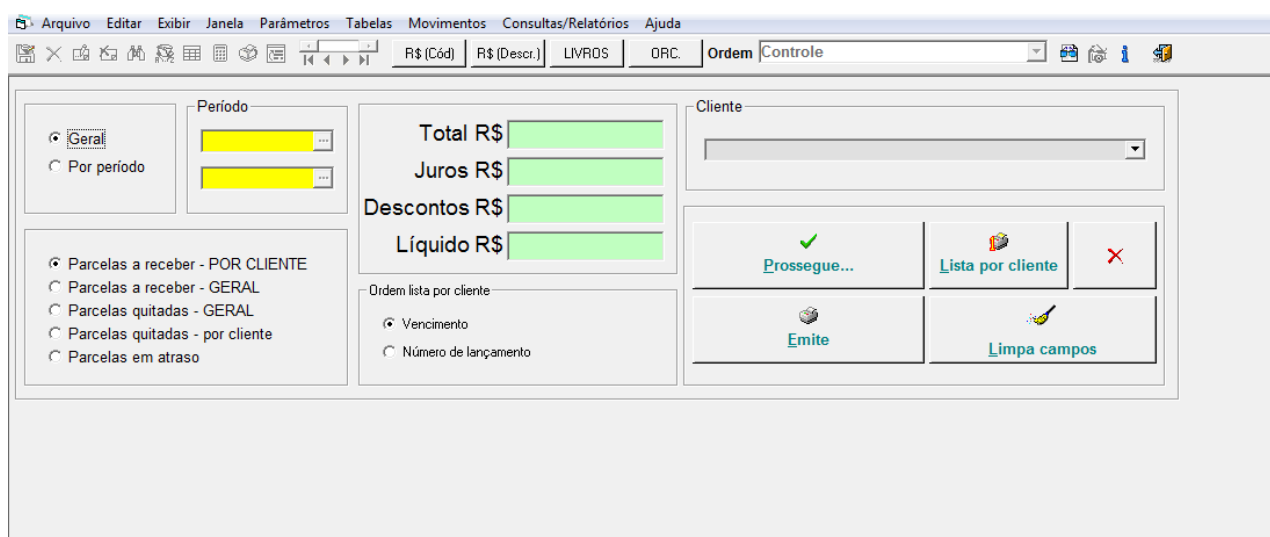 Arquivo Editar Exibir Janela Parâmetros Tabelas Movimentos Consultas/Relatórios Ajuda
R$ (Cód) R$ (Descr.) LIVROS ORC. Ordem Controle
Geral
Por período
Período
...
...
Total R$
Juros R$
Descontos R$
Líquido R$
Cliente
Parcelas a receber - POR CLIENTE
Parcelas a receber - GERAL
Parcelas quitadas - GERAL
Parcelas quitadas - por cliente
Parcelas em atraso
Ordem lista por cliente
Vencimento
Número de lançamento
Prossegue...
Lista por cliente
Emite
Limpa campos